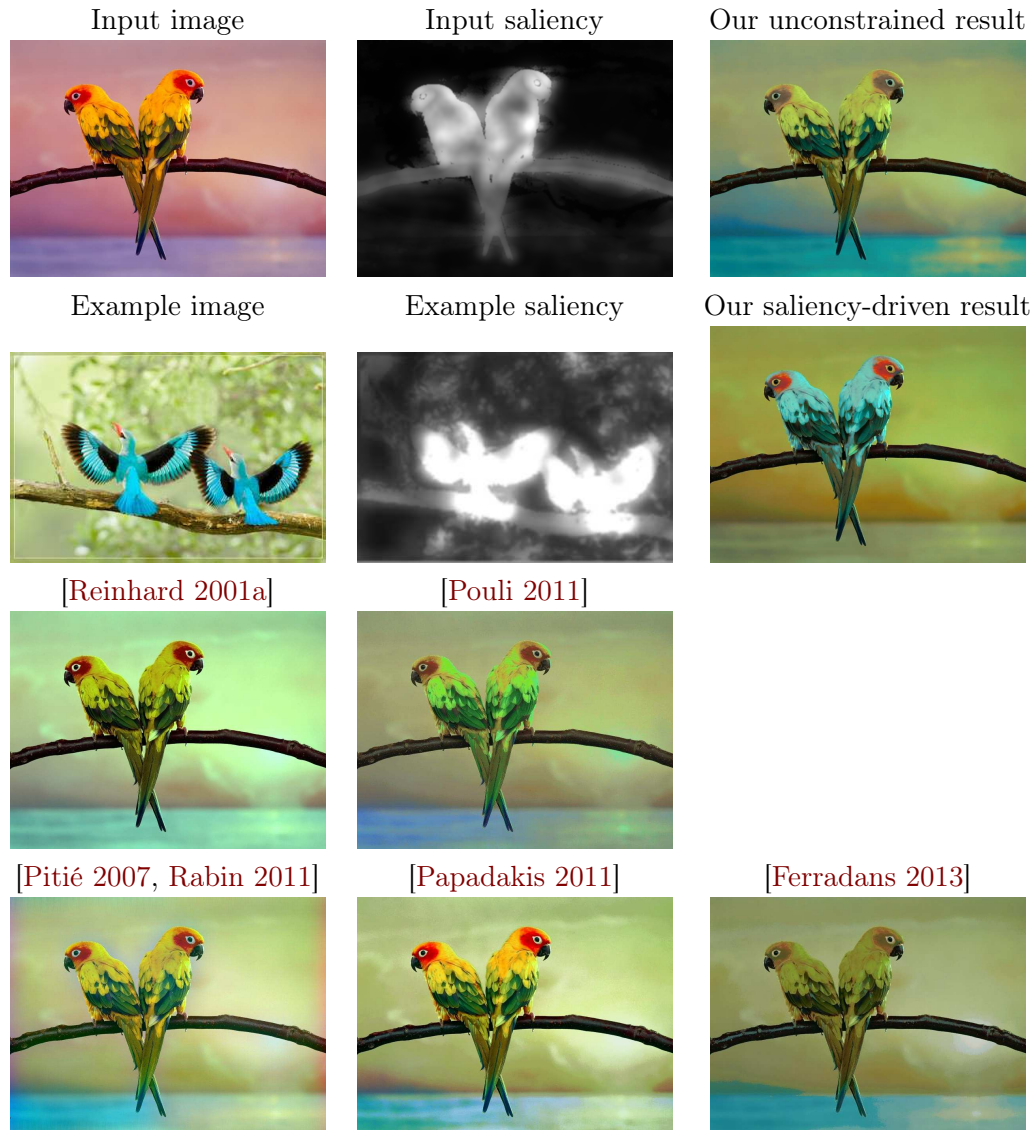 Input image
Input saliency
Our unconstrained result
Example image
Example saliency
Our saliency-driven result
[Reinhard 2001a]
[Pouli 2011]
[Pitié 2007, Rabin 2011]
[Papadakis 2011]
[Ferradans 2013]